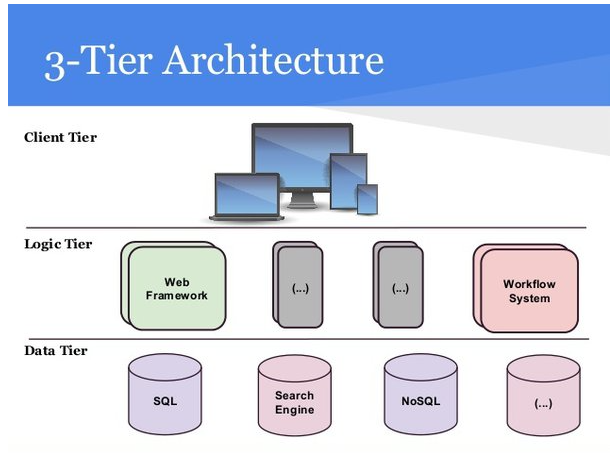 3-Tier Architecture
Client Tier
Logic Tier
Web
Framework
(...)
(...)
Workflow
System
Data Tier
SQL
Search
Engine
NoSQL
(...)